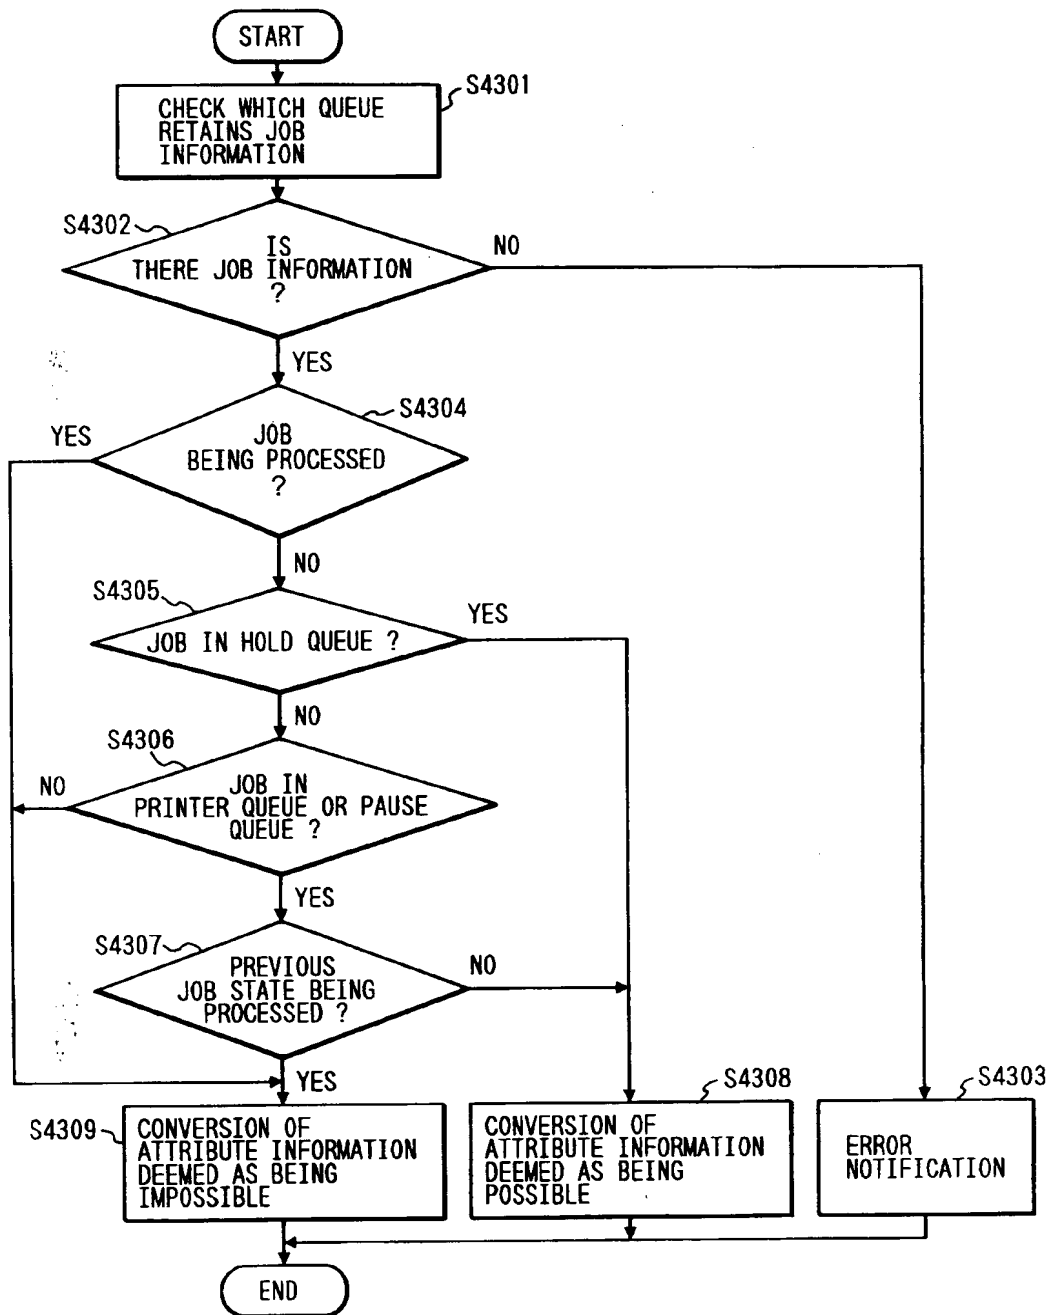 START
S4301
CHECK WHICH QUEUE
RETAINS JOB
INFORMATION
S4302
IS
THERE JOB INFORMATION
?
NO
YES
S4304
YES
JOB
BEING PROCESSED
?
NO
S4305
YES
JOB IN HOLD QUEUE ?
NO
S4306
NO
JOB IN
PRINTER QUEUE OR PAUSE
QUEUE ?
YES
S4307
PREVIOUS
JOB STATE BEING
PROCESSED ?
NO
YES
S4309
CONVERSION OF
ATTRIBUTE INFORMATION
DEEMED AS BEING
IMPOSSIBLE
S4308
CONVERSION OF
ATTRIBUTE INFORMATION
DEEMED AS BEING
POSSIBLE
S4303
ERROR
NOTIFICATION
END